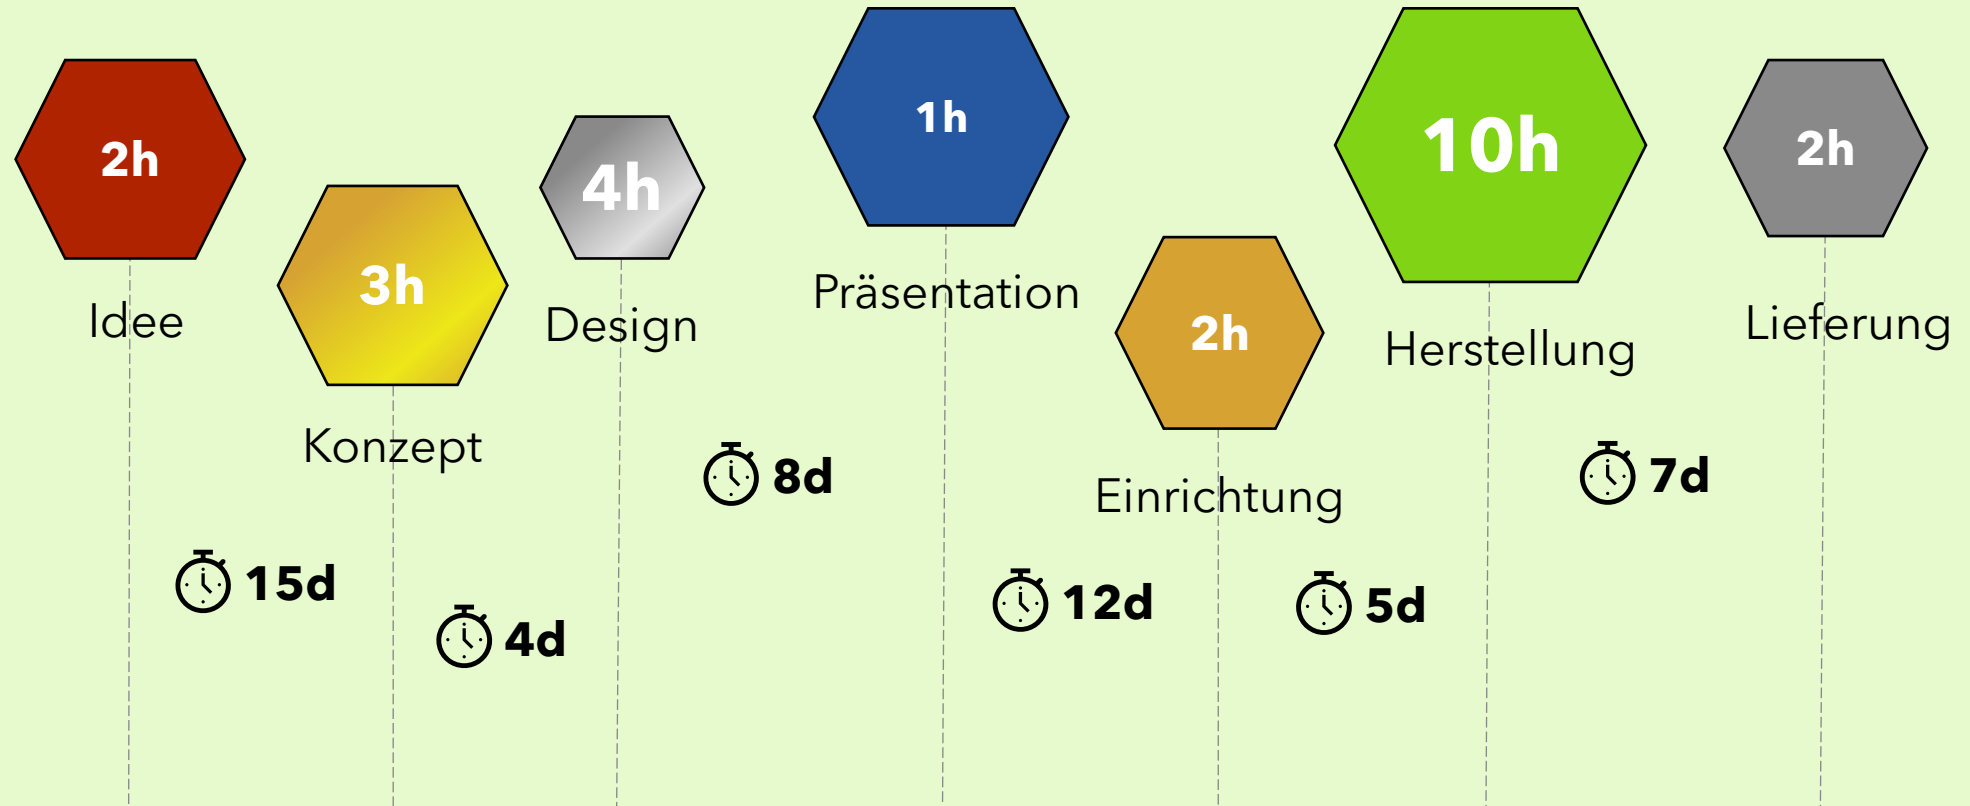 2h
Idee
3h
Konzept
4h
Design
1h
Präsentation
2h
Einrichtung
10h
Herstellung
2h
Lieferung
15d
4d
8d
12d
5d
7d